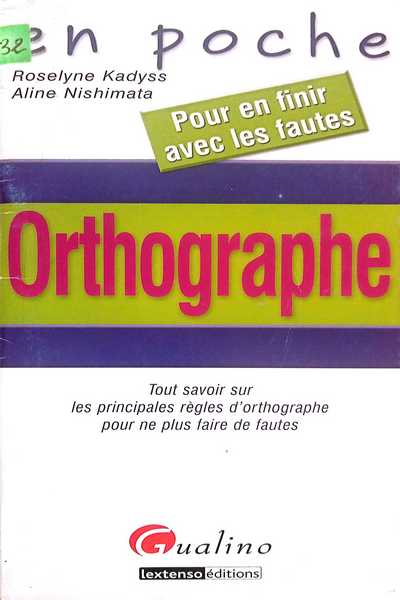 32
en poche
Roselyne Kadyss
Aline Nishimata
Pour en finir
avec les fautes
Orthographe
Tout savoir sur
les principales règles d'orthographe
pour ne plus faire de fautes
Gualino
lextenso éditions